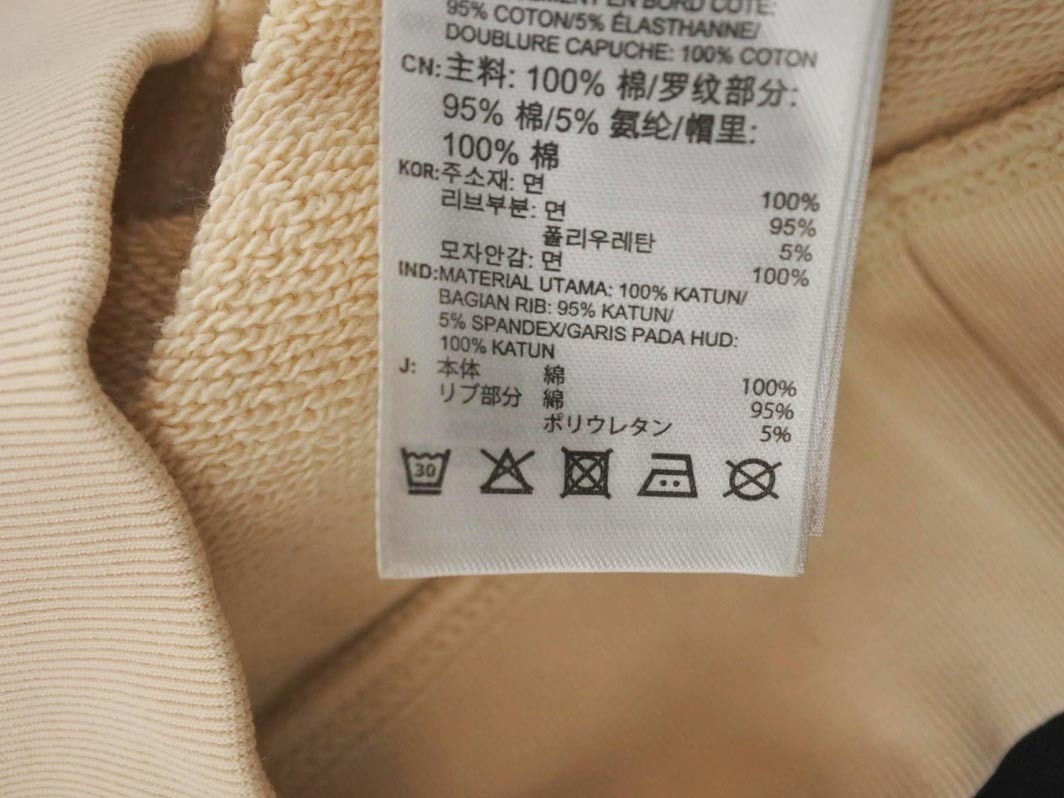 95% COTON/5% ÉLASTHANNE/
DOUBLURE CAPUCHE: 100% COTON
CN: 主料: 100% 棉/罗纹部分:
95% 棉/5% 氨纶/帽里:
100% 棉
KOR: 주소재: 면 100%
리브부분: 면 95%
폴리우레탄 5%
모자안감: 면 100%
IND: MATERIAL UTAMA: 100% KATUN/
BAGIAN RIB: 95% KATUN/
5% SPANDEX/GARIS PADA HUD:
100% KATUN
J: 本体 綿 100%
リブ部分 綿 95%
ポリウレタン 5%
30